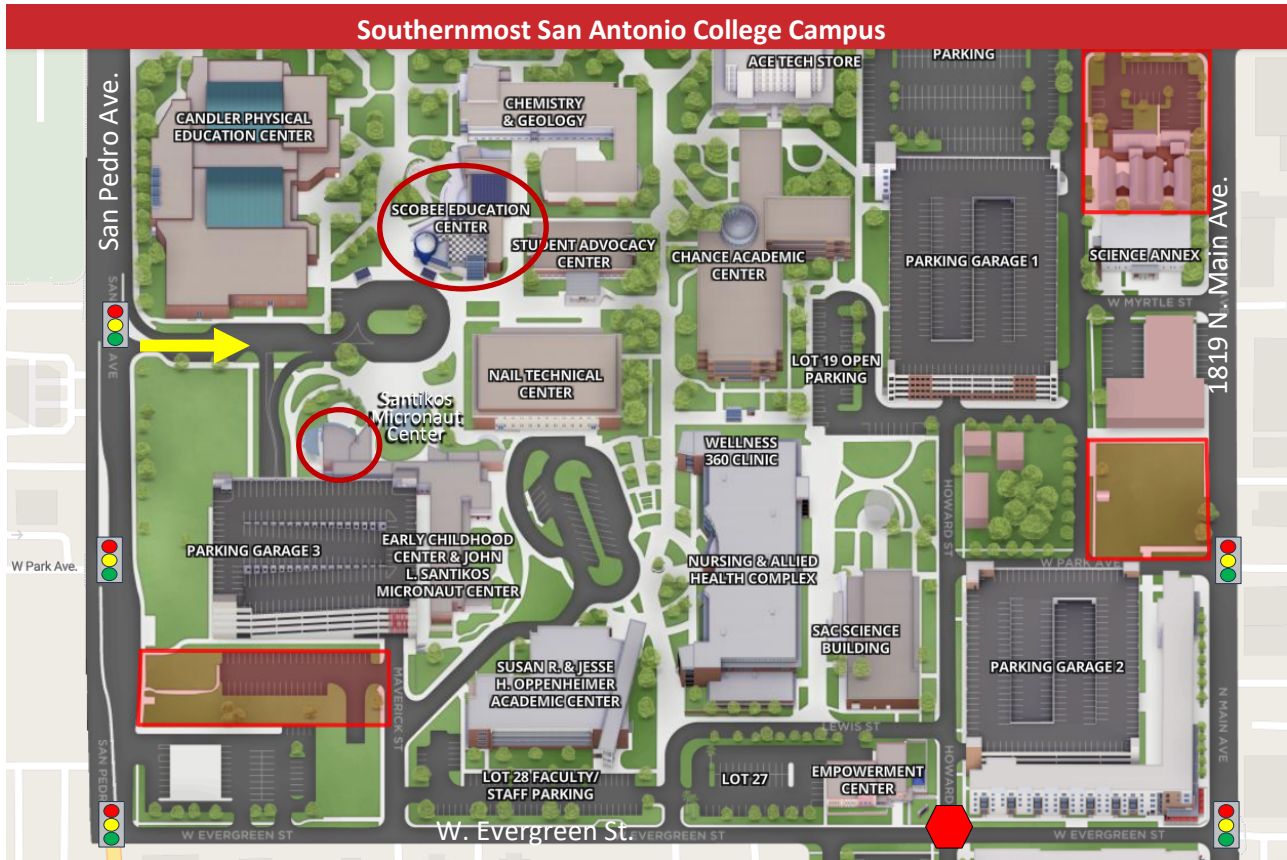 Southernmost San Antonio College Campus
San Pedro Ave.
ACE TECH STORE
PARKING
CANDLER PHYSICAL
EDUCATION CENTER
CHEMISTRY
& GEOLOGY
SCOBEE EDUCATION
CENTER
STUDENT ADVOCACY
CENTER
CHANCE ACADEMIC
CENTER
PARKING GARAGE 1
SCIENCE ANNEX
W MYRTLE ST
1819 N. Main Ave.
SAN
AVE
NAIL TECHNICAL
CENTER
LOT 19 OPEN
PARKING
Santikos
Micronaut
Center
WELLNESS
360 CLINIC
HOWARD ST
W Park Ave.
PARKING GARAGE 3
EARLY CHILDHOOD
CENTER & JOHN
L. SANTIKOS
MICRONAUT CENTER
NURSING & ALLIED
HEALTH COMPLEX
W PARK AVE
SAC SCIENCE
BUILDING
PARKING GARAGE 2
SUSAN R. & JESSE
H. OPPENHEIMER
ACADEMIC CENTER
MAVERICK ST
LEWIS ST
N MAIN AVE
SAN PEDR
LOT 28 FACULTY/
STAFF PARKING
LOT 27
EMPOWERMENT
CENTER
HOWARD
W EVERGREEN ST
W. Evergreen St.
EVERGREEN ST
W EVERGREEN ST